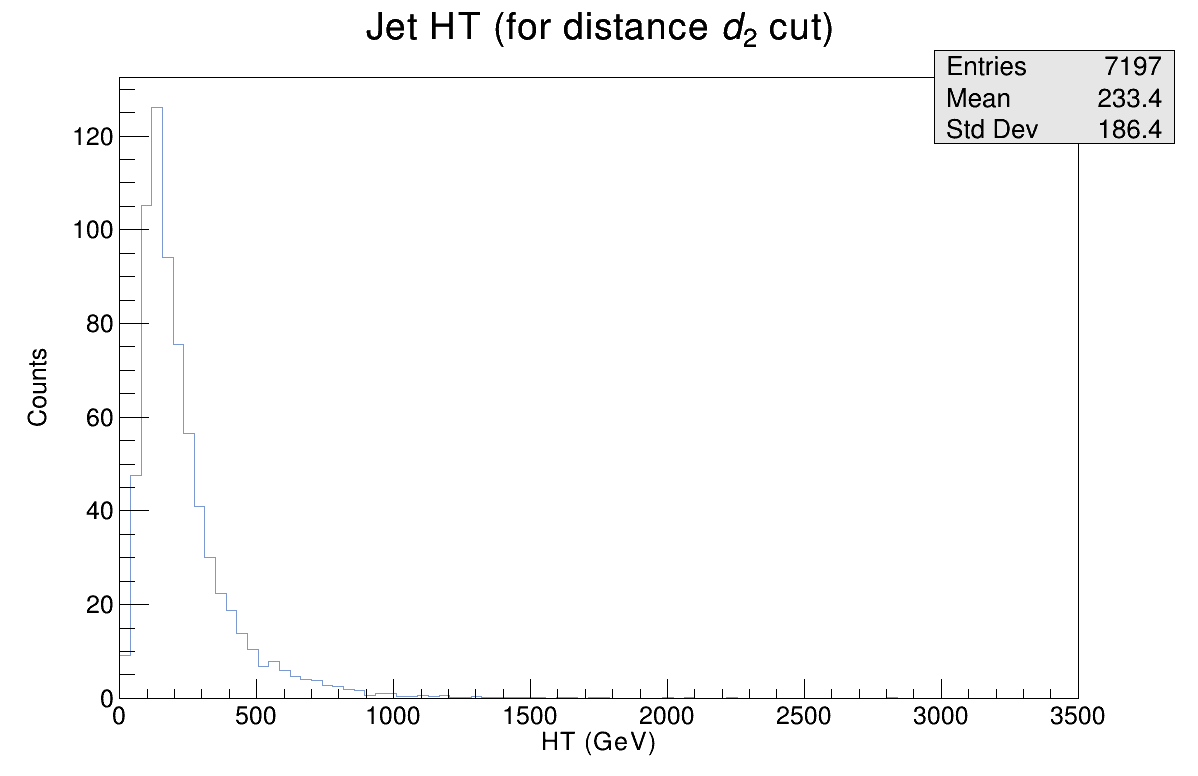 Jet HT (for distance d₂ cut)
Entries 7197
Mean 233.4
Std Dev 186.4
120
100
80
60
40
20
0
Counts
0 500 1000 1500 2000 2500 3000 3500
HT (GeV)